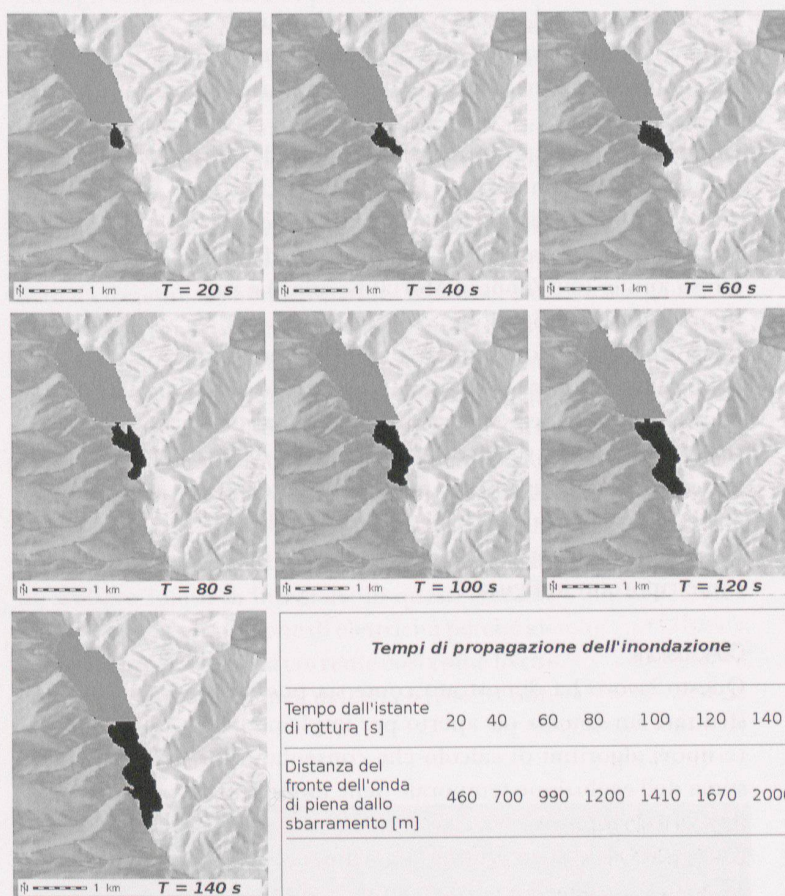 1 km T = 20 s
1 km T = 40 s
1 km T = 60 s
1 km T = 80 s
1 km T = 100 s
1 km T = 120 s
1 km T = 140 s
Tempi di propagazione dell'inondazione
Tempo dall'istante
di rottura [s] 20 40 60 80 100 120 140
Distanza del
fronte dell'onda
di piena dallo
sbarramento [m] 460 700 990 1200 1410 1670 2000